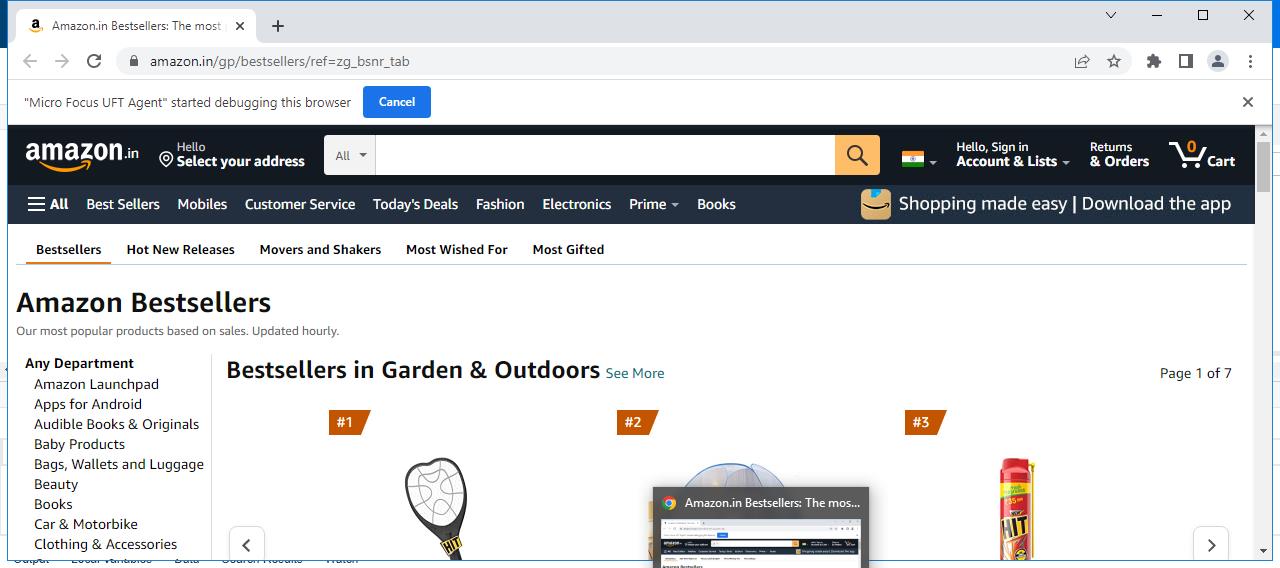 Amazon.in Bestsellers: The most
amazon.in/gp/bestsellers/ref=zg_bsnr_tab
"Micro Focus UFT Agent" started debugging this browser
Cancel
amazon.in
Hello
Select your address
All
Hello, Sign in
Account & Lists
Returns
& Orders
0
Cart
All
Best Sellers
Mobiles
Customer Service
Today's Deals
Fashion
Electronics
Prime
Books
Shopping made easy | Download the app
Bestsellers
Hot New Releases
Movers and Shakers
Most Wished For
Most Gifted
Amazon Bestsellers
Our most popular products based on sales. Updated hourly.
Any Department
Amazon Launchpad
Apps for Android
Audible Books & Originals
Baby Products
Bags, Wallets and Luggage
Beauty
Books
Car & Motorbike
Clothing & Accessories
Bestsellers in Garden & Outdoors See More
Page 1 of 7
#1
#2
#3
HIT
HIT
Amazon.in Bestsellers: The mos...